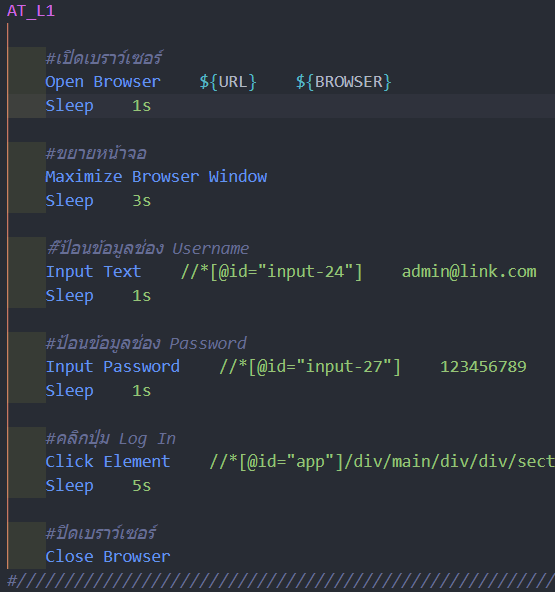 AT_L1
#เปิดเบราว์เซอร์
Open Browser    ${URL}    ${BROWSER}
Sleep    1s
#ขยายหน้าจอ
Maximize Browser Window
Sleep    3s
#ป้อนข้อมูลช่อง Username
Input Text    //*[@id="input-24"]    admin@link.com
Sleep    1s
#ป้อนข้อมูลช่อง Password
Input Password    //*[@id="input-27"]    123456789
Sleep    1s
#คลิกปุ่ม Log In
Click Element    //*[@id="app"]/div/main/div/div/sect
Sleep    5s
#ปิดเบราว์เซอร์
Close Browser
#////////////////////////////////////////////////////////